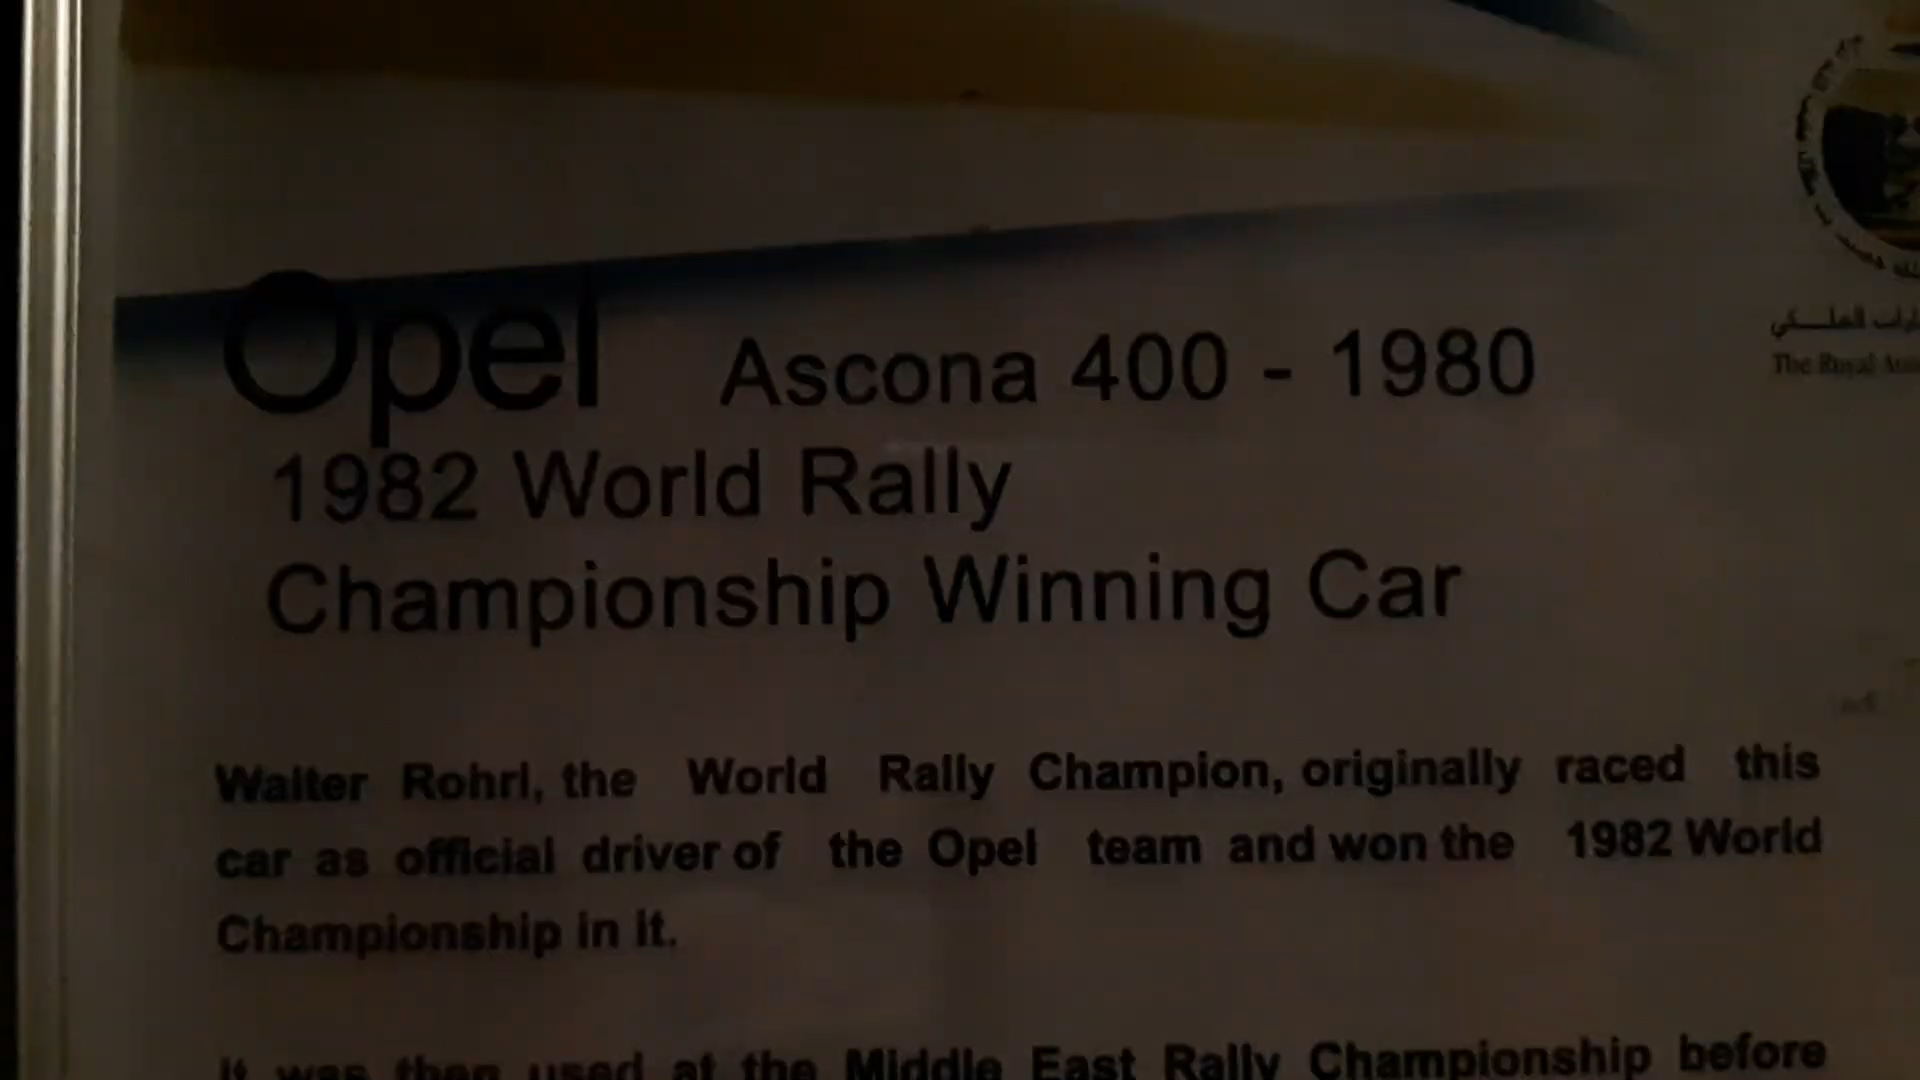 Opel Ascona 400 - 1980
1982 World Rally
Championship Winning Car
Walter Rohrl, the World Rally Champion, originally raced this
car as official driver of the Opel team and won the 1982 World
Championship in it.
It was then used at the Middle East Rally Championship before
الملكي
The Royal